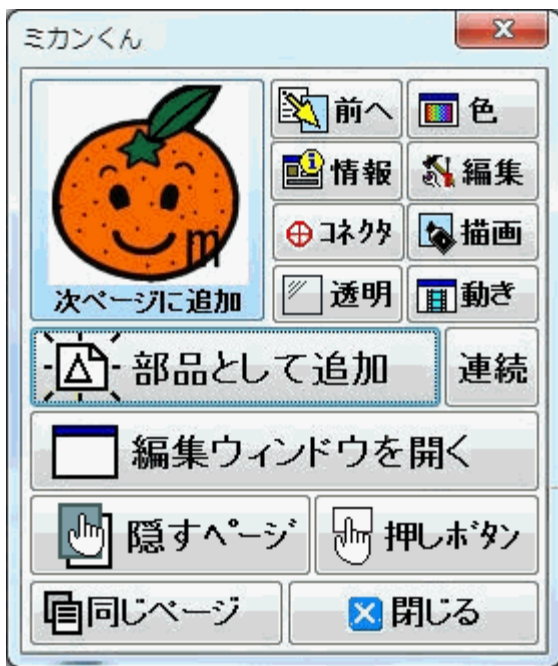 ミカンくん
m
次ページに追加
前へ
色
情報
編集
コネクタ
描画
透明
動き
部品として追加
連続
編集ウィンドウを開く
隠すページ
押しボタン
同じページ
閉じる